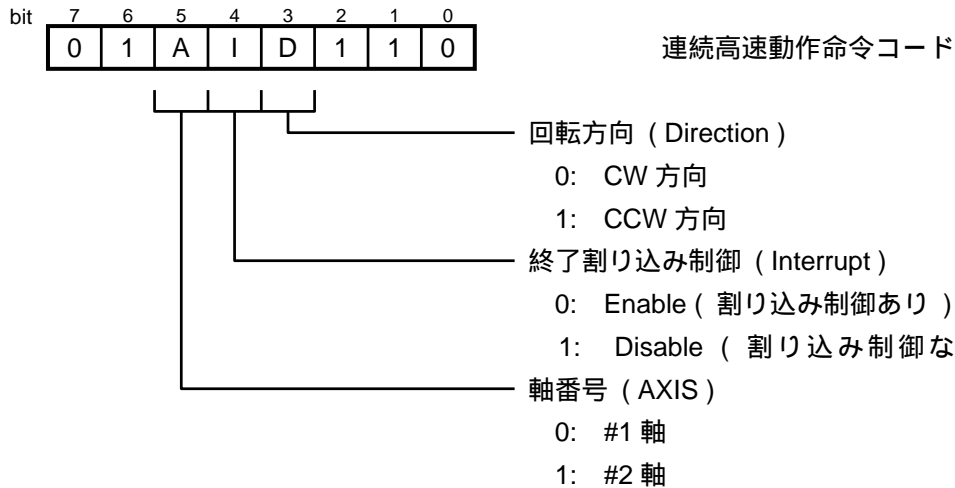 bit 7 6 5 4 3 2 1 0
0 1 A I D 1 1 0 連続高速動作命令コード
回転方向 ( Direction )
0: CW 方向
1: CCW 方向
終了割り込み制御 ( Interrupt )
0: Enable ( 割り込み制御あり )
1: Disable ( 割り込み制御な
軸番号 ( AXIS )
0: #1 軸
1: #2 軸